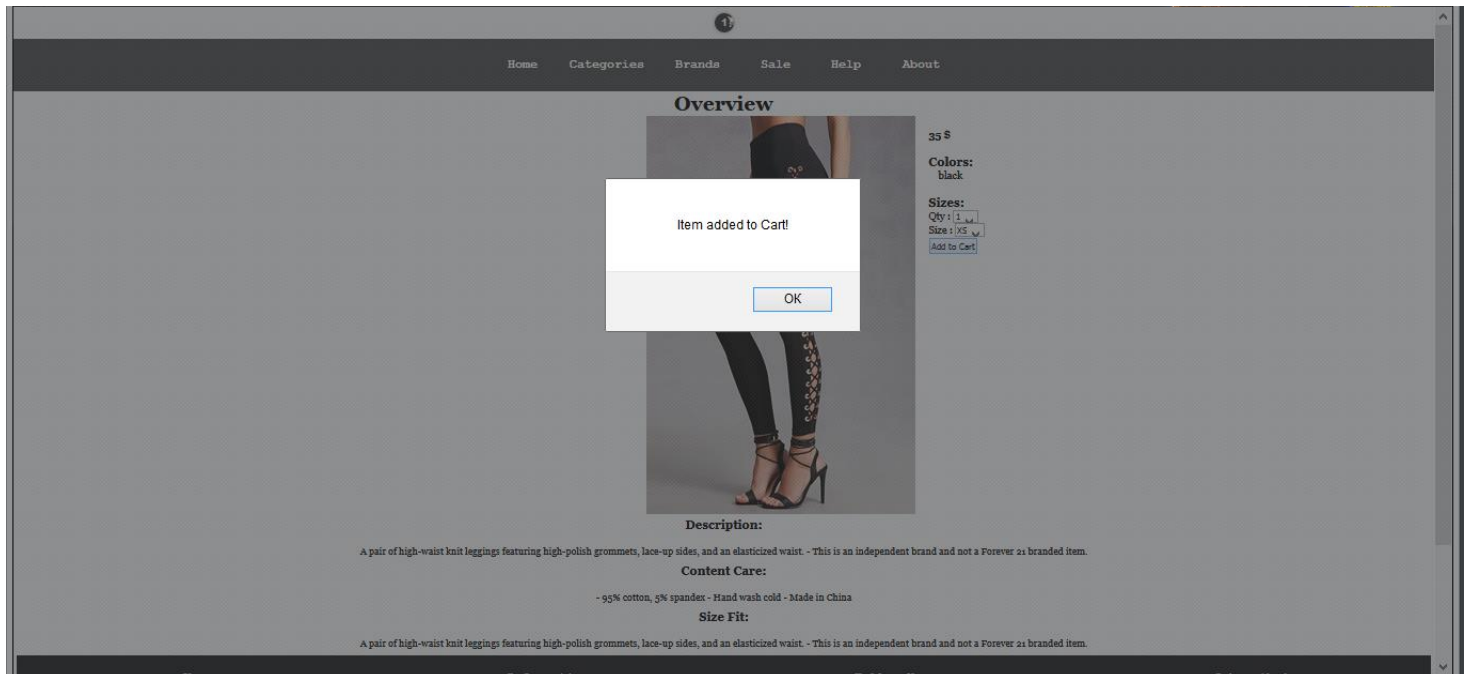 Home Categories Brands Sale Help About
Overview
35 $
Colors:
black
Sizes:
Qty : 1
Size : XS
Add to Cart
Item added to Cart!
OK
Description:
A pair of high-waist knit leggings featuring high-polish grommets, lace-up sides, and an elasticized waist. - This is an independent brand and not a Forever 21 branded item.
Content Care:
- 95% cotton, 5% spandex - Hand wash cold - Made in China
Size Fit:
A pair of high-waist knit leggings featuring high-polish grommets, lace-up sides, and an elasticized waist. - This is an independent brand and not a Forever 21 branded item.